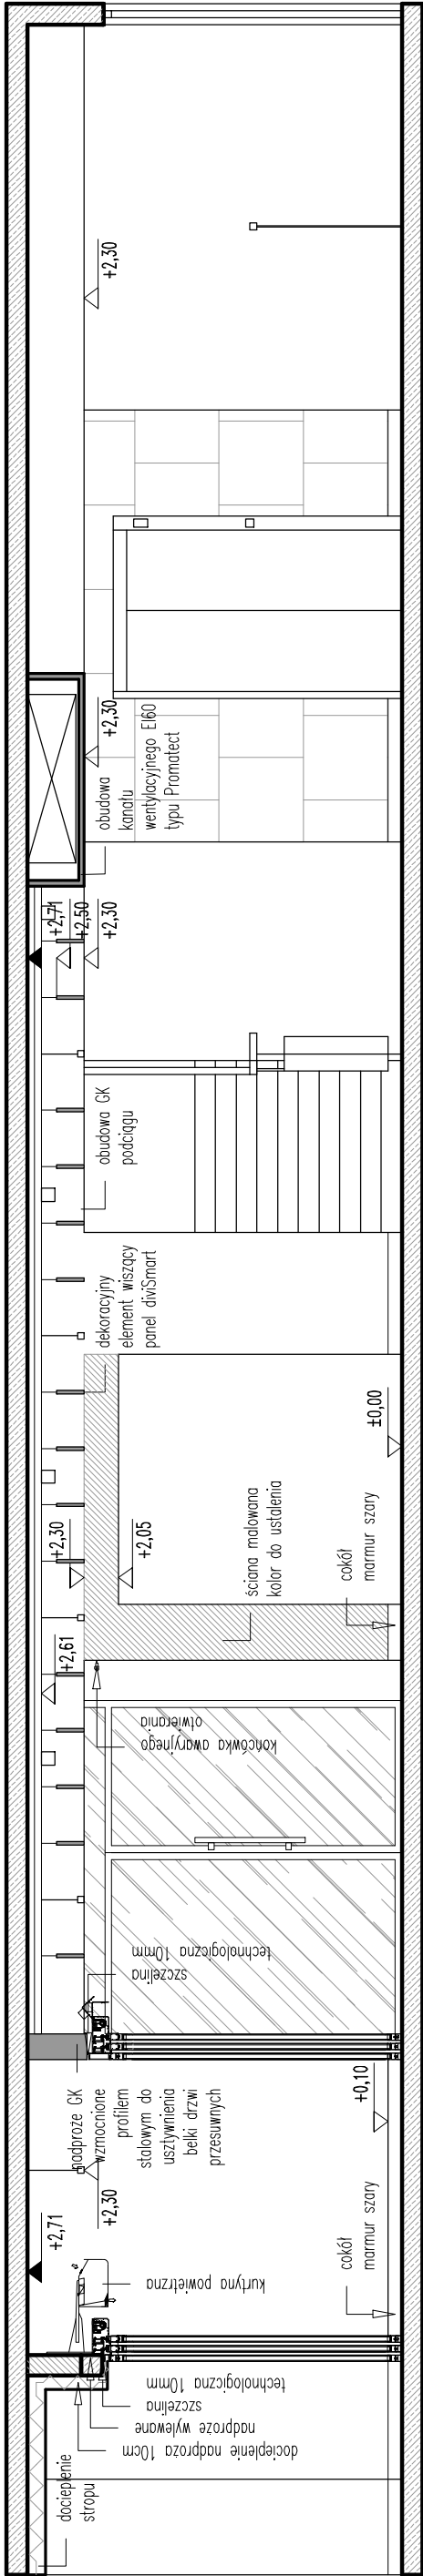 docieplenie
stropu
docieplenie nadproża 10cm
nadproże wylewane
szczelina
technologiczna 10mm
kurtyna powietrzna
+2,71
+2,30
cokół
marmur szary
+0,10
nadproże GK
wzmocnione
profilem
stalowym do
usztywnienia
belki drzwi
przesuwnych
szczelina
technologiczna 10mm
końcówka awaryjnego
otwierania
+2,61
+2,30
+2,05
ściana malowana
kolor do ustalenia
cokół
marmur szary
±0,00
dekoracyjny
element wiszący
panel diviSmart
obudowa GK
podciągu
+2,71
+2,50
+2,30
obudowa
kanału
wentylacyjnego EI60
typu Promatect
+2,30
+2,30